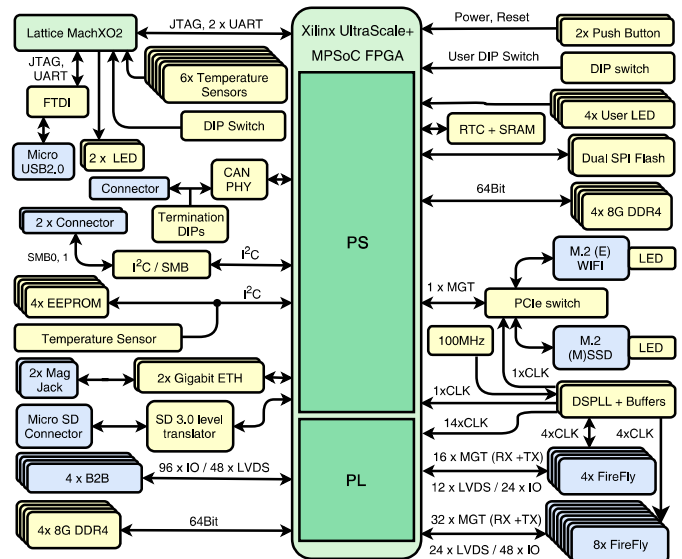 Lattice MachXO2
JTAG, 2 x UART
Xilinx UltraScale+
MPSoC FPGA
Power, Reset
2x Push Button
JTAG,
UART
6x Temperature
Sensors
User DIP Switch
DIP switch
FTDI
DIP Switch
4x User LED
RTC + SRAM
Micro
USB2.0
2 x LED
Dual SPI Flash
CAN
PHY
Connector
64Bit
4x 8G DDR4
Termination
DIPs
2 x Connector
PS
SMB0, 1
I²C / SMB
I²C
M.2 (E)
WIFI
LED
4x EEPROM
I²C
1 x MGT
PCIe switch
Temperature Sensor
100MHz
M.2
(M)SSD
LED
1xCLK
2x Mag
Jack
2x Gigabit ETH
1xCLK
DSPLL + Buffers
Micro SD
Connector
SD 3.0 level
translator
14xCLK
4xCLK
4xCLK
4 x B2B
96 x IO / 48 x LVDS
PL
16 x MGT (RX +TX)
4x FireFly
12 x LVDS / 24 x IO
4x 8G DDR4
64Bit
32 x MGT (RX +TX)
8x FireFly
24 x LVDS / 48 x IO